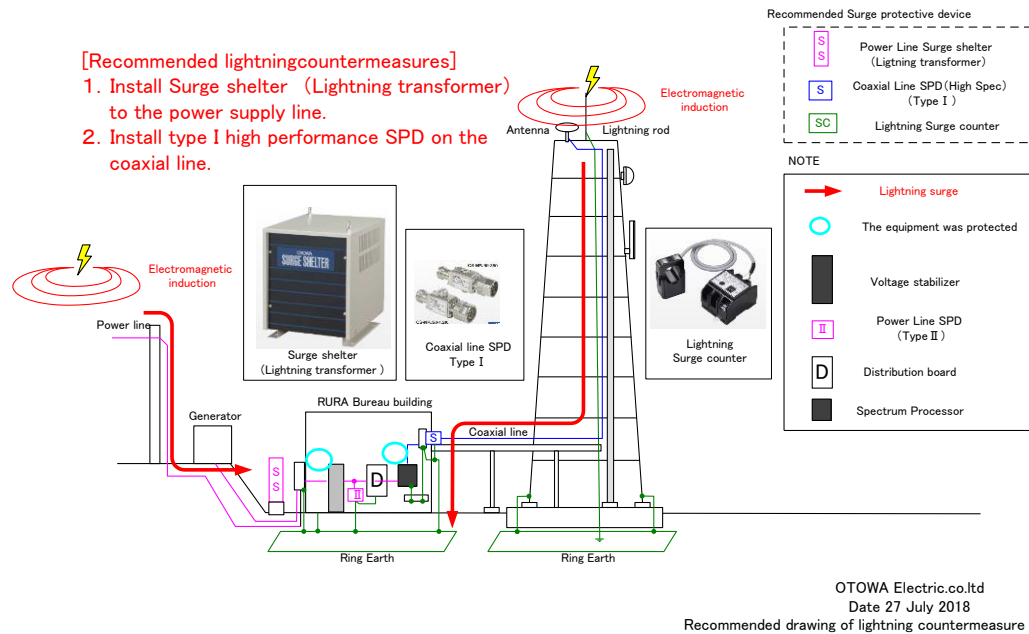 Recommended Surge protective device
S
S
Power Line Surge shelter
(Ligtning transformer)
S
Coaxial Line SPD(High Spec)
(Type Ⅰ)
SC
Lightning Surge counter
[Recommended lightningcountermeasures]
1. Install Surge shelter (Lightning transformer)
to the power supply line.
2. Install type Ⅰ high performance SPD on the
coaxial line.
Electromagnetic
induction
Antenna
Lightning rod
NOTE
Lightning surge
The equipment was protected
Voltage stabilizer
Ⅱ
Power Line SPD
(Type Ⅱ)
D
Distribution board
Spectrum Processor
Electromagnetic
induction
Power line
OTOWA
SURGE SHELTER
Surge shelter
(Lightning transformer )
Coaxial line SPD
Type Ⅰ
Lightning
Surge counter
RURA Bureau building
Generator
Coaxial line
S
S
S
Ⅱ
D
Ring Earth
Ring Earth
OTOWA Electric.co.ltd
Date 27 July 2018
Recommended drawing of lightning countermeasure